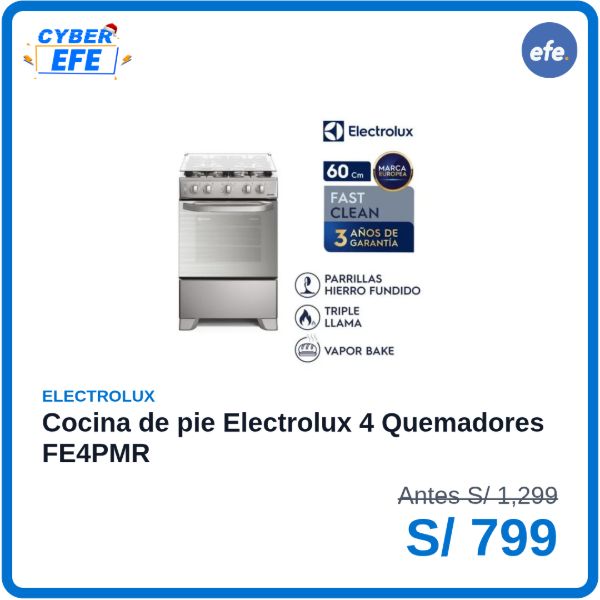 CYBER
EFE
efe.
Electrolux
60 Cm
MARCA
EUROPEA
FAST
CLEAN
3 AÑOS DE
GARANTÍA
PARRILLAS
HIERRO FUNDIDO
TRIPLE
LLAMA
VAPOR BAKE
ELECTROLUX
Cocina de pie Electrolux 4 Quemadores
FE4PMR
Antes S/ 1,299
S/ 799